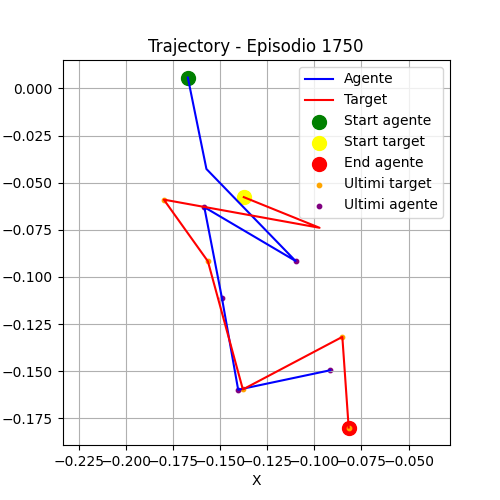 Trajectory - Episodio 1750
Agente
Target
Start agente
Start target
End agente
Ultimi target
Ultimi agente
0.000
−0.025
−0.050
−0.075
−0.100
−0.125
−0.150
−0.175
−0.225 −0.200 −0.175 −0.150 −0.125 −0.100 −0.075 −0.050
X